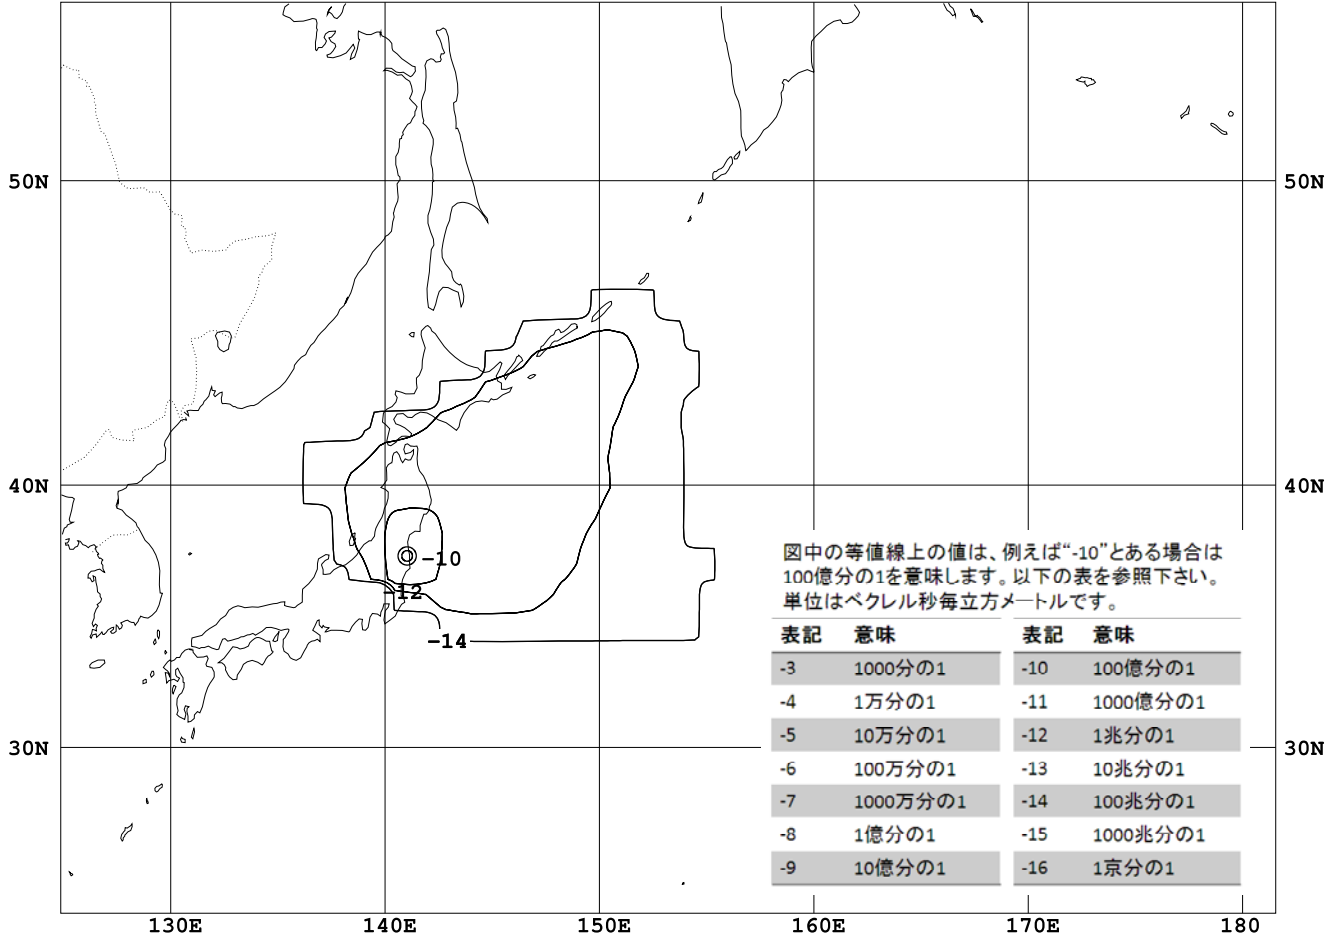 50N
50N
40N
40N
30N
30N
-10
-12
-14
図中の等値線上の値は、例えば“-10”とある場合は
100億分の1を意味します。以下の表を参照下さい。
単位はベクレル秒毎立方メートルです。
表記 意味 表記 意味
-3 1000分の1 -10 100億分の1
-4 1万分の1 -11 1000億分の1
-5 10万分の1 -12 1兆分の1
-6 100万分の1 -13 10兆分の1
-7 1000万分の1 -14 100兆分の1
-8 1億分の1 -15 1000兆分の1
-9 10億分の1 -16 1京分の1
130E 140E 150E 160E 170E 180